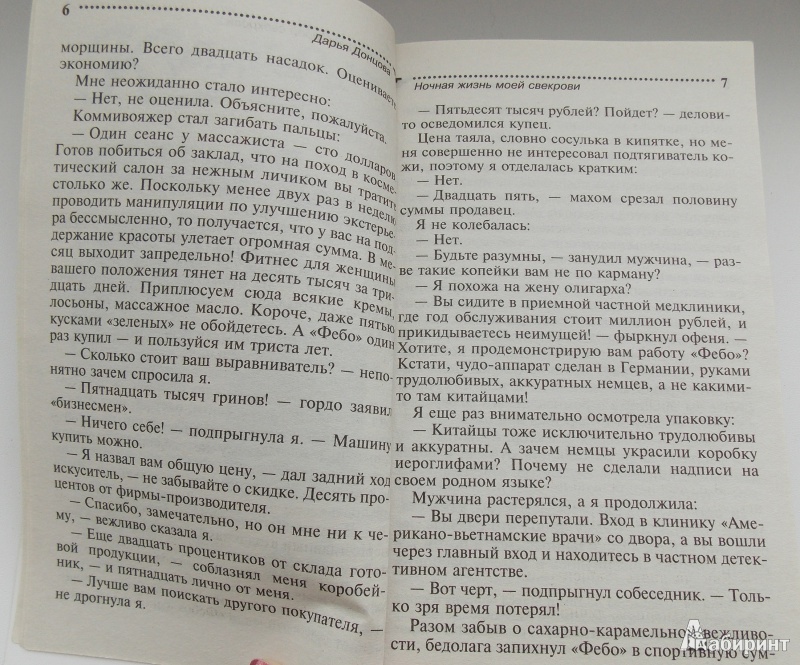 6
Дарья Донцова
морщины. Всего двадцать насадок. Оцениваете
экономию?
Мне неожиданно стало интересно:
— Нет, не оценила. Объясните, пожалуйста.
Коммивояжер стал загибать пальцы:
— Один сеанс у массажиста — сто долларов.
Готов побиться об заклад, что на поход в косме-
тический салон за нежным личиком вы тратите
столько же. Поскольку менее двух раз в неделю
проводить манипуляции по улучшению экстерье-
ра бессмысленно, то получается, что у вас на под-
держание красоты улетает огромная сумма. В ме-
сяц выходит запредельно! Фитнес для женщины
вашего положения тянет на десять тысяч за три-
дцать дней. Приплюсуем сюда всякие кремы,
лосьоны, массажное масло. Короче, даже пятью
кусками «зеленых» не обойдетесь. А «Фебо» один
раз купил — и пользуйся им триста лет.
— Сколько стоит ваш выравниватель? — непо-
нятно зачем спросила я.
— Пятнадцать тысяч гринов! — гордо заявил
«бизнесмен».
— Ничего себе! — подпрыгнула я. — Машину
купить можно.
— Я назвал вам общую цену, — дал задний ход
искуситель, — не забывайте о скидке. Десять про-
центов от фирмы-производителя.
— Спасибо, замечательно, но он мне ни к че-
му, — вежливо сказала я.
— Еще двадцать процентиков от склада гото-
вой продукции, — соблазнял меня коробей-
ник, — и пятнадцать лично от меня.
— Лучше вам поискать другого покупателя, —
не дрогнула я.
Ночная жизнь моей свекрови
7
— Пятьдесят тысяч рублей? Пойдет? — делови-
то осведомился купец.
Цена таяла, словно сосулька в кипятке, но ме-
ня совершенно не интересовал подтягиватель ко-
жи, поэтому я отделалась кратким:
— Нет.
— Двадцать пять, — махом срезал половину
суммы продавец.
Я не колебалась:
— Нет.
— Будьте разумны, — занудил мужчина, — раз-
ве такие копейки вам не по карману?
— Я похожа на жену олигарха?
— Вы сидите в приемной частной медклиники,
где год обслуживания стоит миллион рублей, и
прикидываетесь неимущей! — фыркнул офеня. —
Хотите, я продемонстрирую вам работу «Фебо»?
Кстати, чудо-аппарат сделан в Германии, руками
трудолюбивых, аккуратных немцев, а не какими-
то там китайцами!
Я еще раз внимательно осмотрела упаковку:
— Китайцы тоже исключительно трудолюбивы
и аккуратны. А зачем немцы украсили коробку
иероглифами? Почему не сделали надписи на
своем родном языке?
Мужчина растерялся, а я продолжила:
— Вы двери перепутали. Вход в клинику «Аме-
рикано-вьетнамские врачи» со двора, а вы вошли
через главный вход и находитесь в частном детек-
тивном агентстве.
— Вот черт, — подпрыгнул собеседник. — Толь-
ко зря время потерял!
Разом забыв о сахарно-карамельной вежливо-
сти, бедолага запихнул «Фебо» в спортивную сум-
Лабиринт